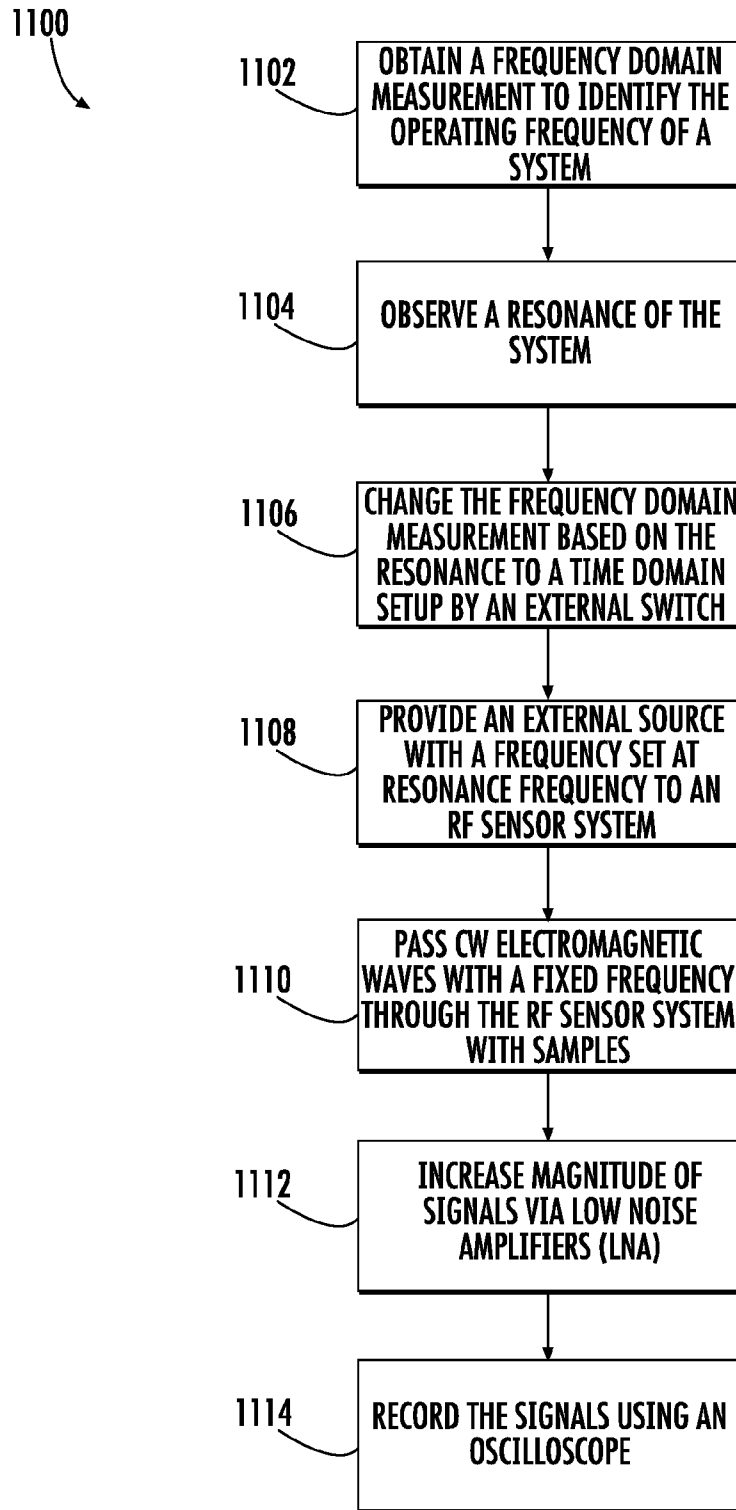 1100
1102
OBTAIN A FREQUENCY DOMAIN
MEASUREMENT TO IDENTIFY THE
OPERATING FREQUENCY OF A
SYSTEM
1104
OBSERVE A RESONANCE OF THE
SYSTEM
1106
CHANGE THE FREQUENCY DOMAIN
MEASUREMENT BASED ON THE
RESONANCE TO A TIME DOMAIN
SETUP BY AN EXTERNAL SWITCH
1108
PROVIDE AN EXTERNAL SOURCE
WITH A FREQUENCY SET AT
RESONANCE FREQUENCY TO AN
RF SENSOR SYSTEM
1110
PASS CW ELECTROMAGNETIC
WAVES WITH A FIXED FREQUENCY
THROUGH THE RF SENSOR SYSTEM
WITH SAMPLES
1112
INCREASE MAGNITUDE OF
SIGNALS VIA LOW NOISE
AMPLIFIERS (LNA)
1114
RECORD THE SIGNALS USING AN
OSCILLOSCOPE